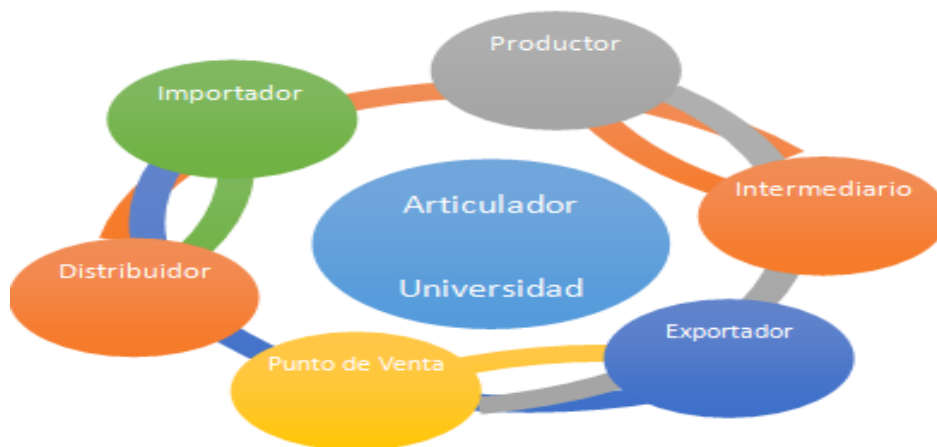 Productor
Importador
Intermediario
Articulador
Universidad
Distribuidor
Exportador
Punto de Venta